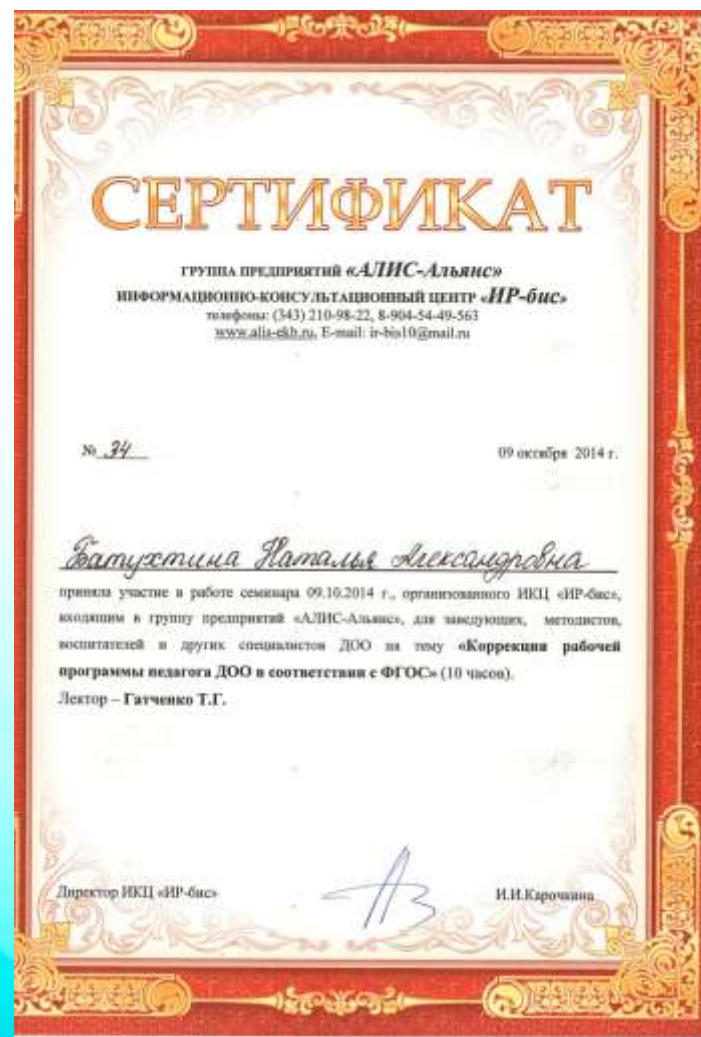 СЕРТИФИКАТ
ГРУППА ПРЕДПРИЯТИЙ «АЛИС-Альянс»
ИНФОРМАЦИОННО-КОНСУЛЬТАЦИОННЫЙ ЦЕНТР «ИР-бис»
телефоны: (343) 210-98-22, 8-904-54-49-563
www.alis-ekb.ru, E-mail: ir-bis10@mail.ru
№ 34 09 октября 2014 г.
Батухтина Наталья Александровна
приняла участие в работе семинара 09.10.2014 г., организованного ИКЦ «ИР-бис»,
входящим в группу предприятий «АЛИС-Альянс», для заведующих, методистов,
воспитателей и других специалистов ДОО на тему «Коррекция рабочей
программы педагога ДОО в соответствии с ФГОС» (10 часов).
Лектор – Гатченко Т.Г.
Директор ИКЦ «ИР-бис» И.И.Карочкина